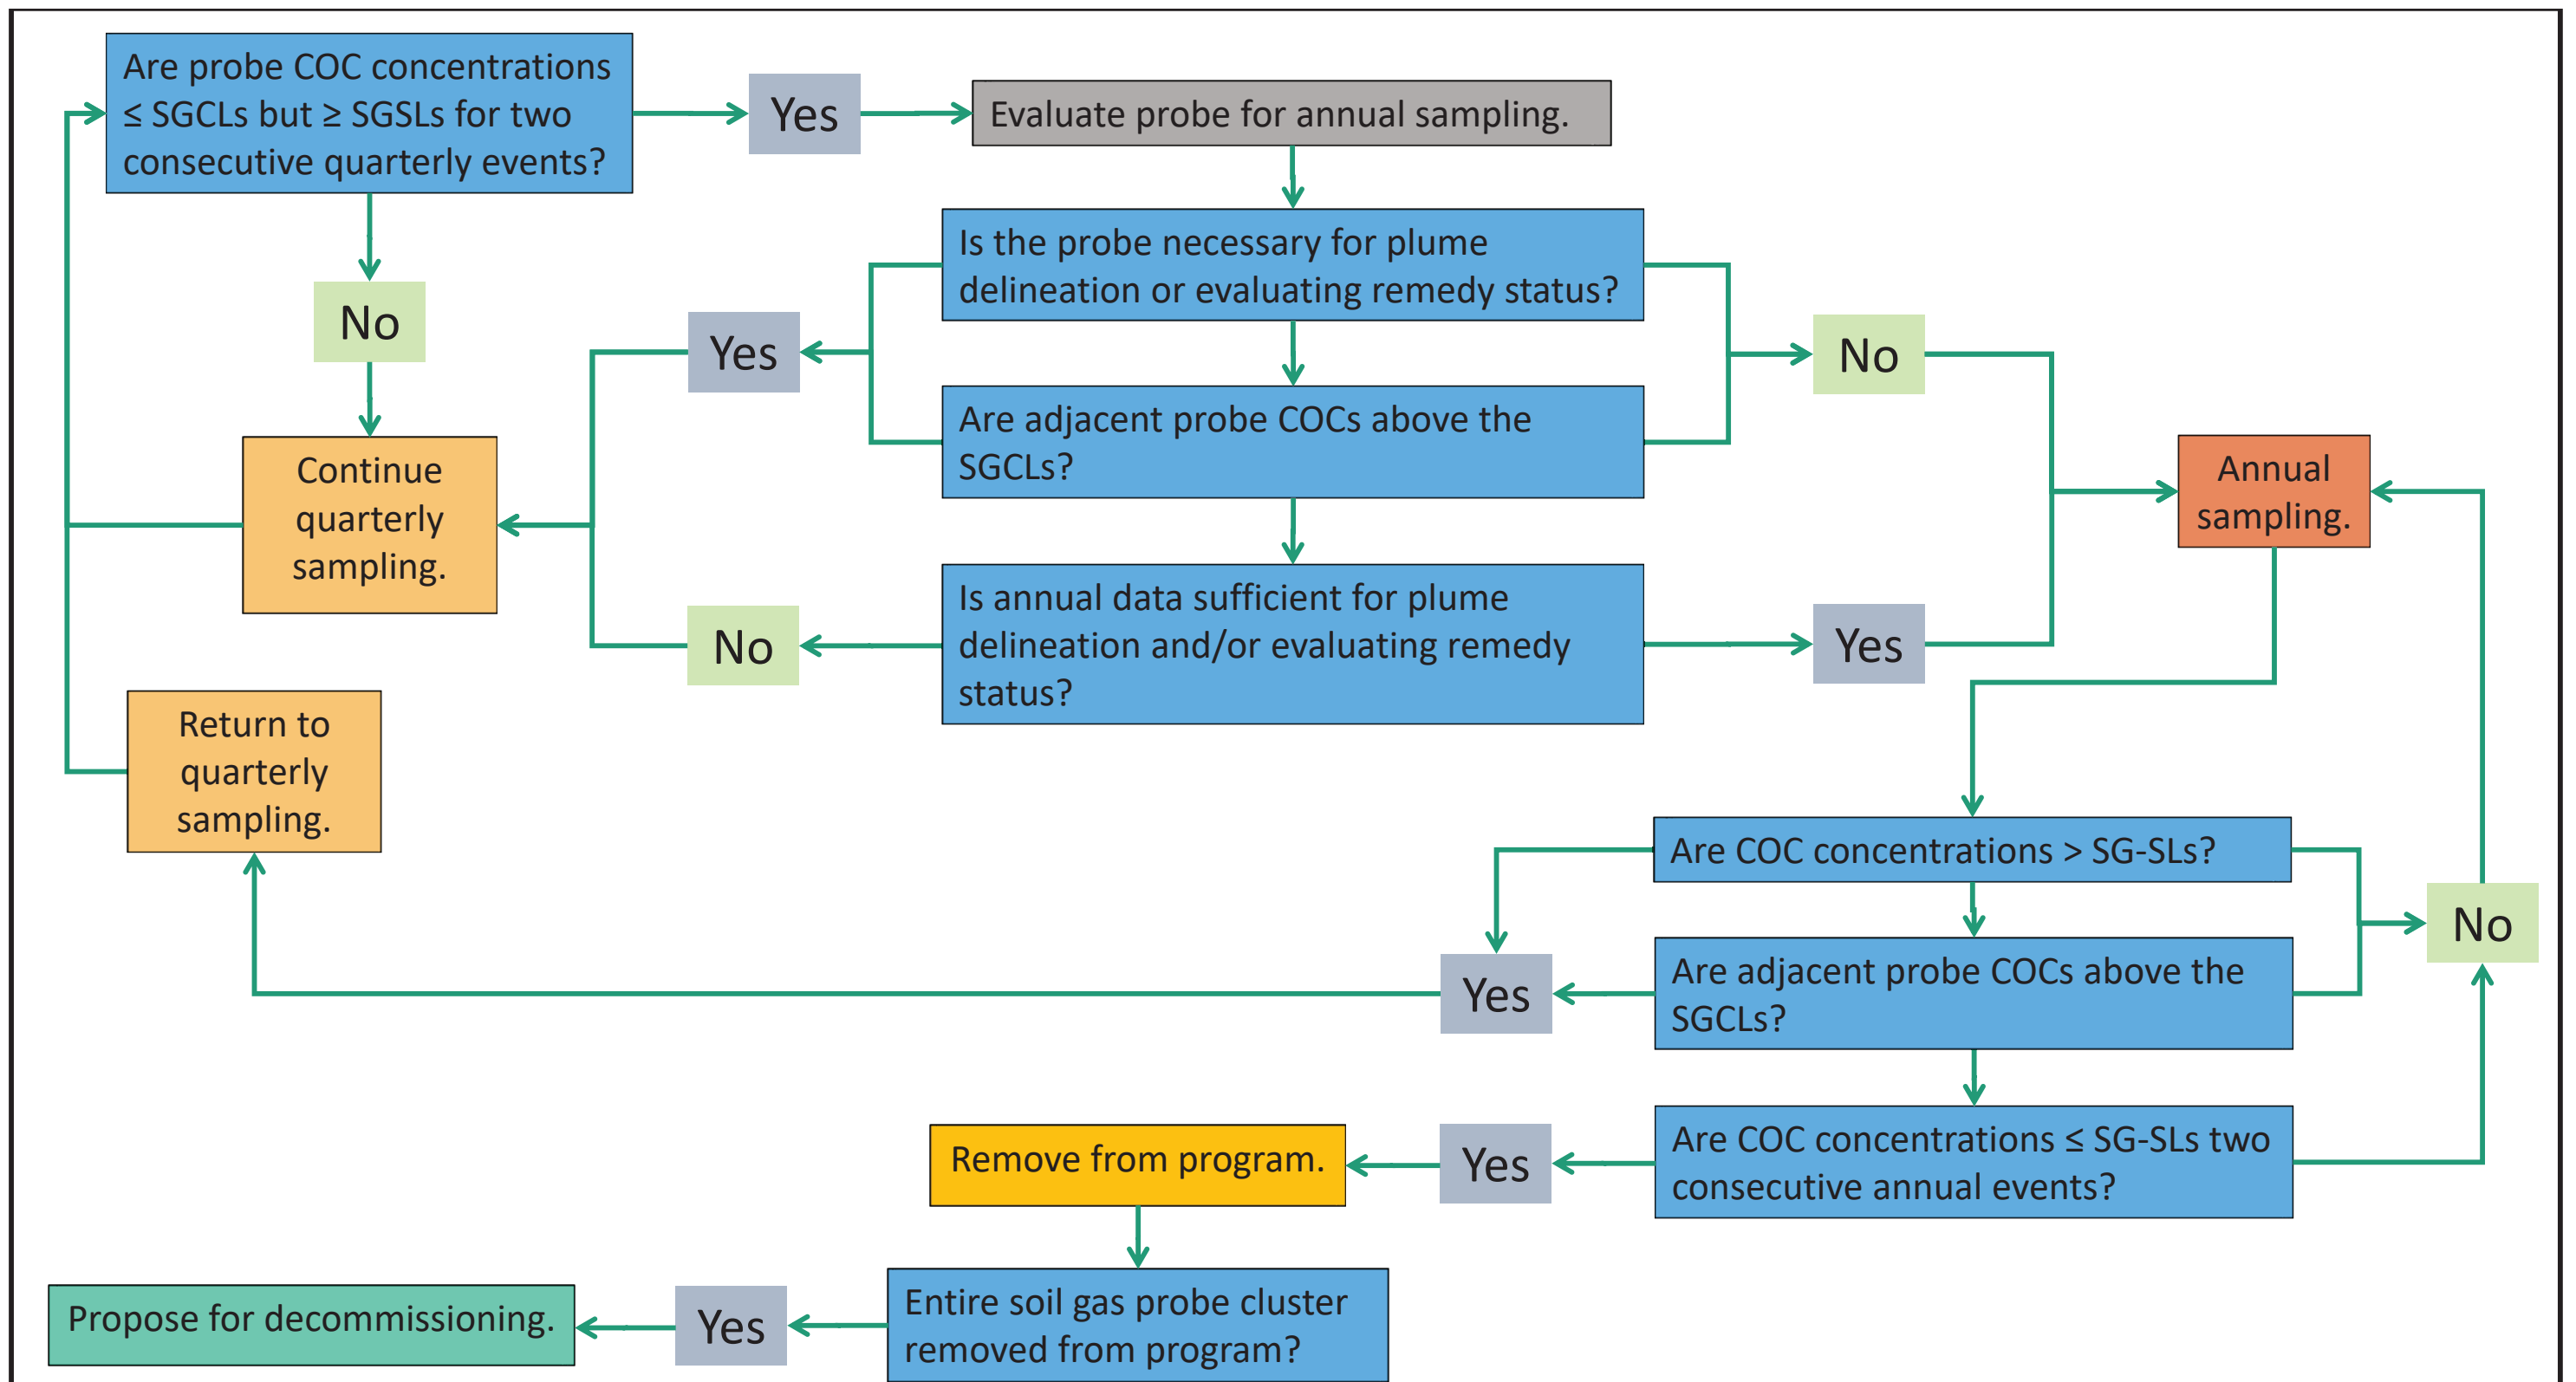 Are probe COC concentrations
≤ SGCLs but ≥ SGSLs for two
consecutive quarterly events?
Yes
Evaluate probe for annual sampling.
No
Is the probe necessary for plume
delineation or evaluating remedy status?
Yes
No
Are adjacent probe COCs above the
SGCLs?
Continue
quarterly
sampling.
Annual
sampling.
Is annual data sufficient for plume
delineation and/or evaluating remedy
status?
No
Yes
Return to
quarterly
sampling.
Are COC concentrations > SG-SLs?
No
Are adjacent probe COCs above the
SGCLs?
Yes
Are COC concentrations ≤ SG-SLs two
consecutive annual events?
Yes
Remove from program.
Entire soil gas probe cluster
removed from program?
Yes
Propose for decommissioning.